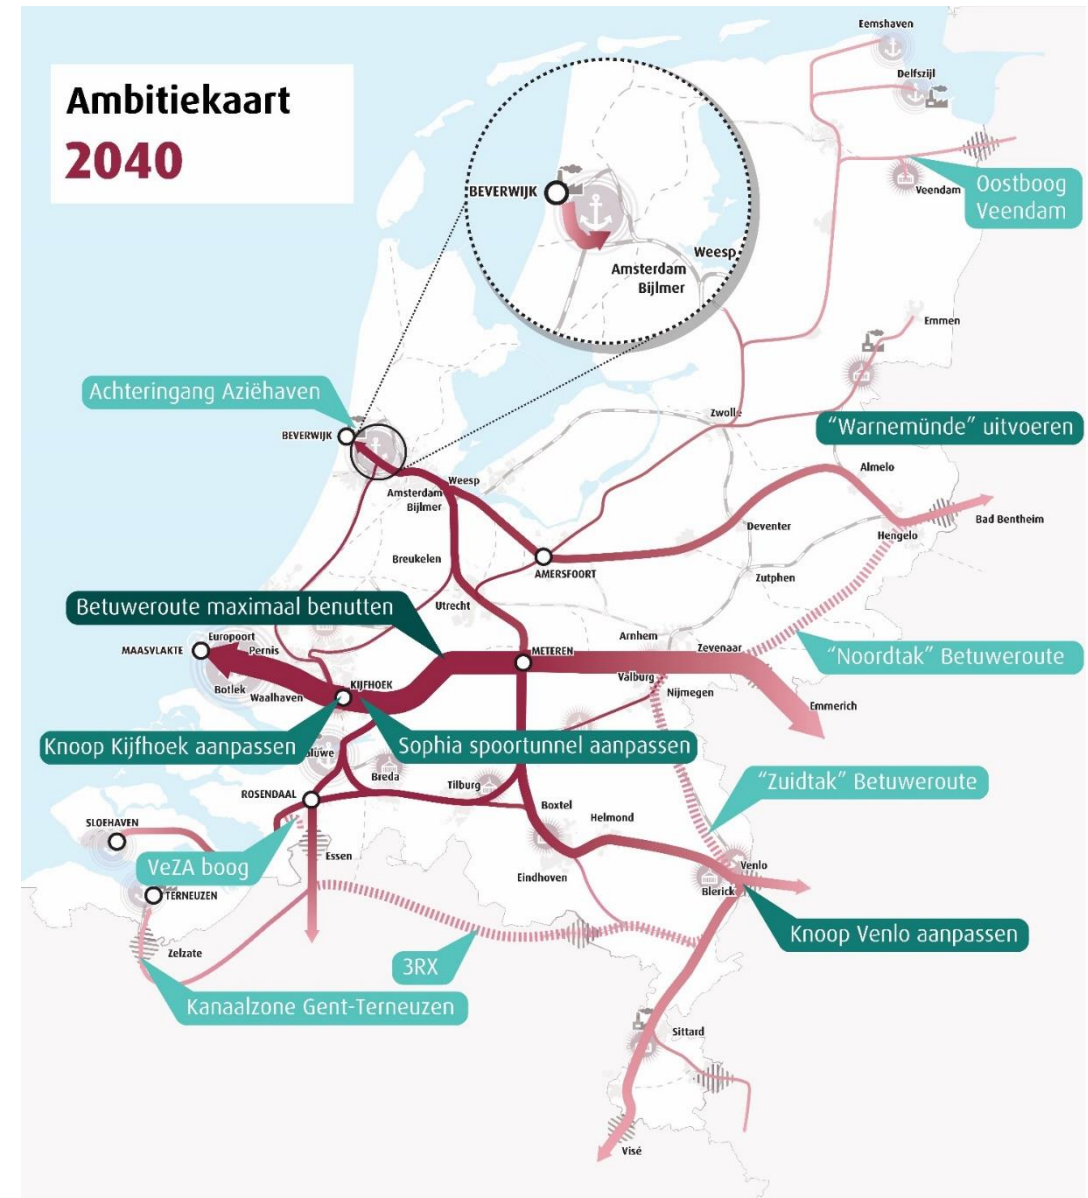 Ambitiekaart
2040
Eemshaven
Delfszijl
Veendam
Oostboog
Veendam
BEVERWIJK
Weesp
Amsterdam
Bijlmer
Emmen
Achteringang Aziëhaven
Zwolle
"Warnemünde" uitvoeren
BEVERWIJK
Almelo
Weesp
Amsterdam
Bijlmer
Bad Bentheim
Deventer
Hengelo
Breukelen
AMERSFOORT
Zutphen
Betuweroute maximaal benutten
Utrecht
Europoort
Arnhem
MAASVLAKTE
Pernis
METEREN
Zevenaar
"Noordtak" Betuweroute
Valburg
Botlek
Waalhaven
KIJFHOEK
Nijmegen
Emmerich
Knoop Kijfhoek aanpassen
Sophia spoortunnel aanpassen
Breda
Tilburg
"Zuidtak" Betuweroute
ROSENDAAL
Boxtel
SLOEHAVEN
Helmond
Essen
VeZA boog
Venlo
Eindhoven
Blerick
TERNEUZEN
Knoop Venlo aanpassen
Zelzate
3RX
Kanaalzone Gent-Terneuzen
Sittard
Visé